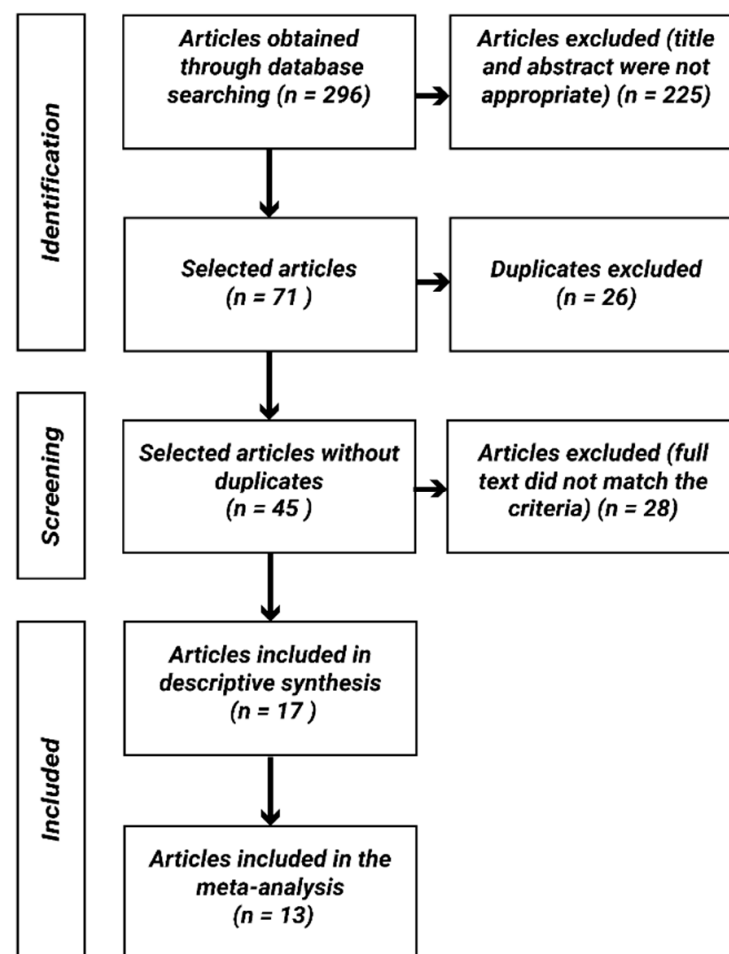 Identification
Articles obtained
through database
searching (n = 296)
Articles excluded (title
and abstract were not
appropriate) (n = 225)
Selected articles
(n = 71 )
Duplicates excluded
(n = 26)
Screening
Selected articles without
duplicates
(n = 45 )
Articles excluded (full
text did not match the
criteria) (n = 28)
Included
Articles included in
descriptive synthesis
(n = 17 )
Articles included in the
meta-analysis
(n = 13)